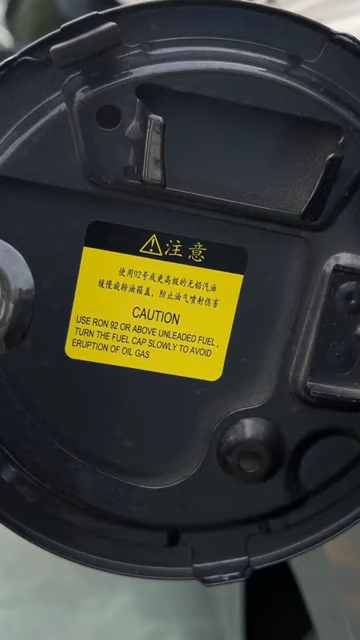 注意
使用92号或更高级的无铅汽油
缓慢旋转油箱盖，防止油气喷射伤害
CAUTION
USE RON 92 OR ABOVE UNLEADED FUEL,
TURN THE FUEL CAP SLOWLY TO AVOID
ERUPTION OF OIL GAS